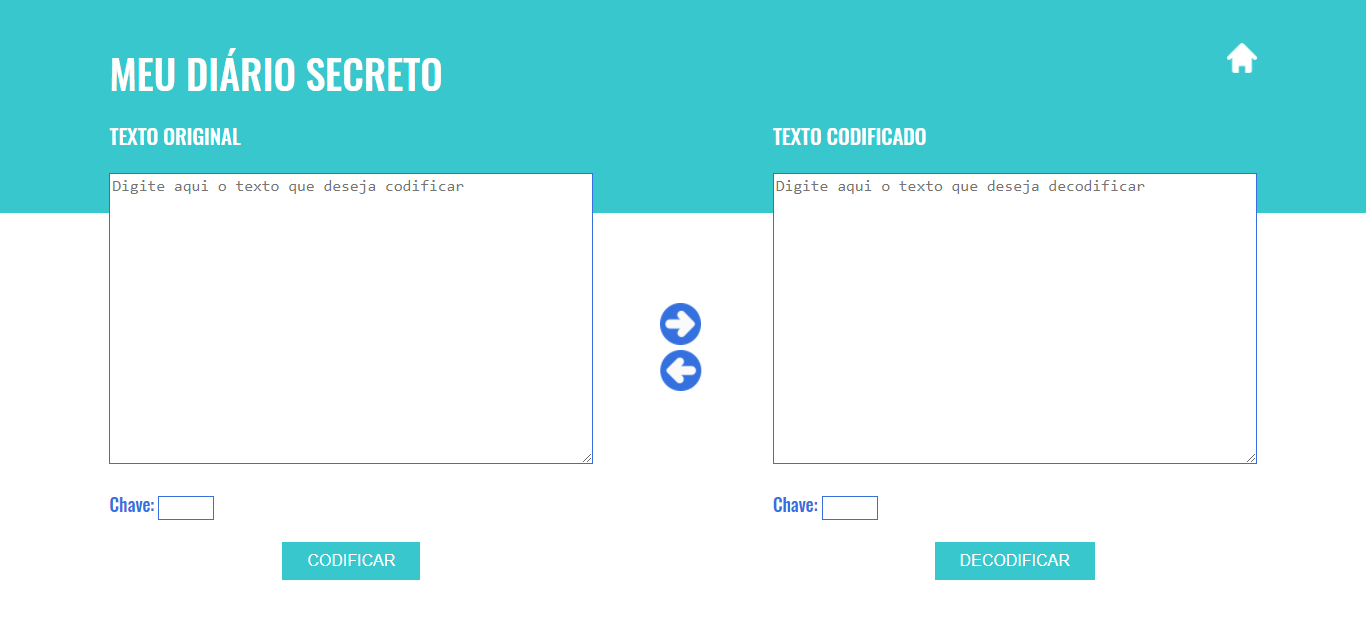 MEU DIÁRIO SECRETO
TEXTO ORIGINAL
TEXTO CODIFICADO
Digite aqui o texto que deseja codificar
Digite aqui o texto que deseja decodificar
Chave:
Chave:
CODIFICAR
DECODIFICAR